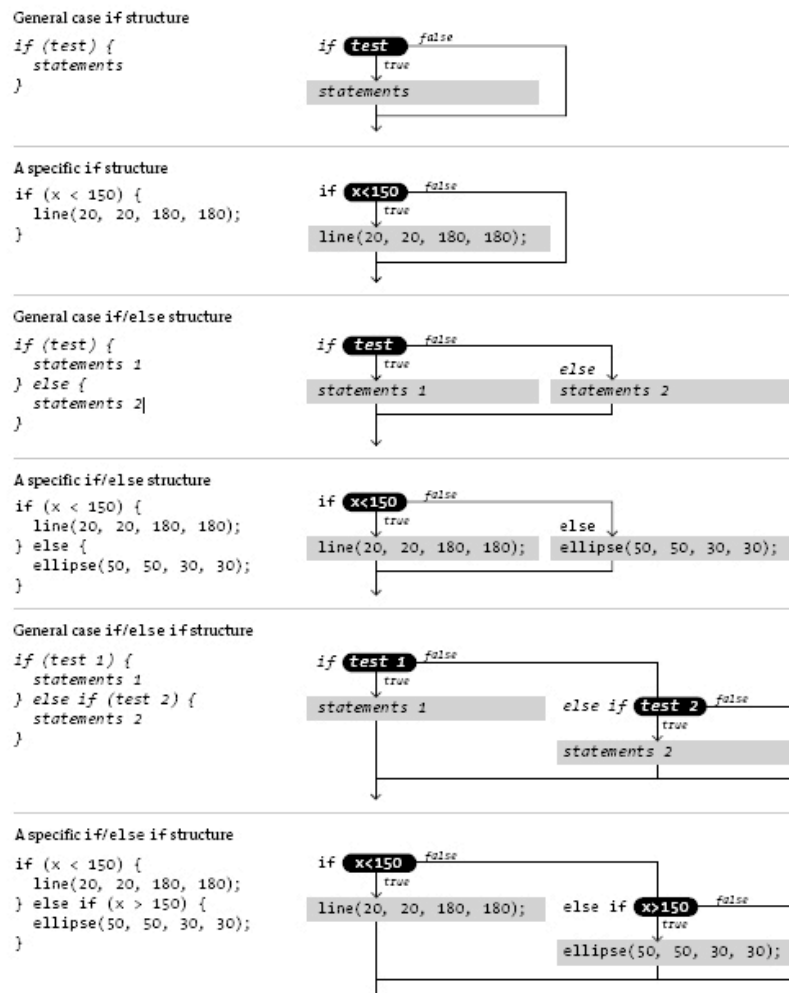 General case if structure
if (test) {
statements
}
if test false
true
statements
A specific if structure
if (x < 150) {
line(20, 20, 180, 180);
}
if x<150 false
true
line(20, 20, 180, 180);
General case if/else structure
if (test) {
statements 1
} else {
statements 2
}
if test false
true
else
statements 1
statements 2
A specific if/else structure
if (x < 150) {
line(20, 20, 180, 180);
} else {
ellipse(50, 50, 30, 30);
}
if x<150 false
true
else
line(20, 20, 180, 180);
ellipse(50, 50, 30, 30);
General case if/else if structure
if (test 1) {
statements 1
} else if (test 2) {
statements 2
}
if test 1 false
true
statements 1
else if test 2 false
true
statements 2
A specific if/else if structure
if (x < 150) {
line(20, 20, 180, 180);
} else if (x > 150) {
ellipse(50, 50, 30, 30);
}
if x<150 false
true
line(20, 20, 180, 180);
else if x>150 false
true
ellipse(50, 50, 30, 30);